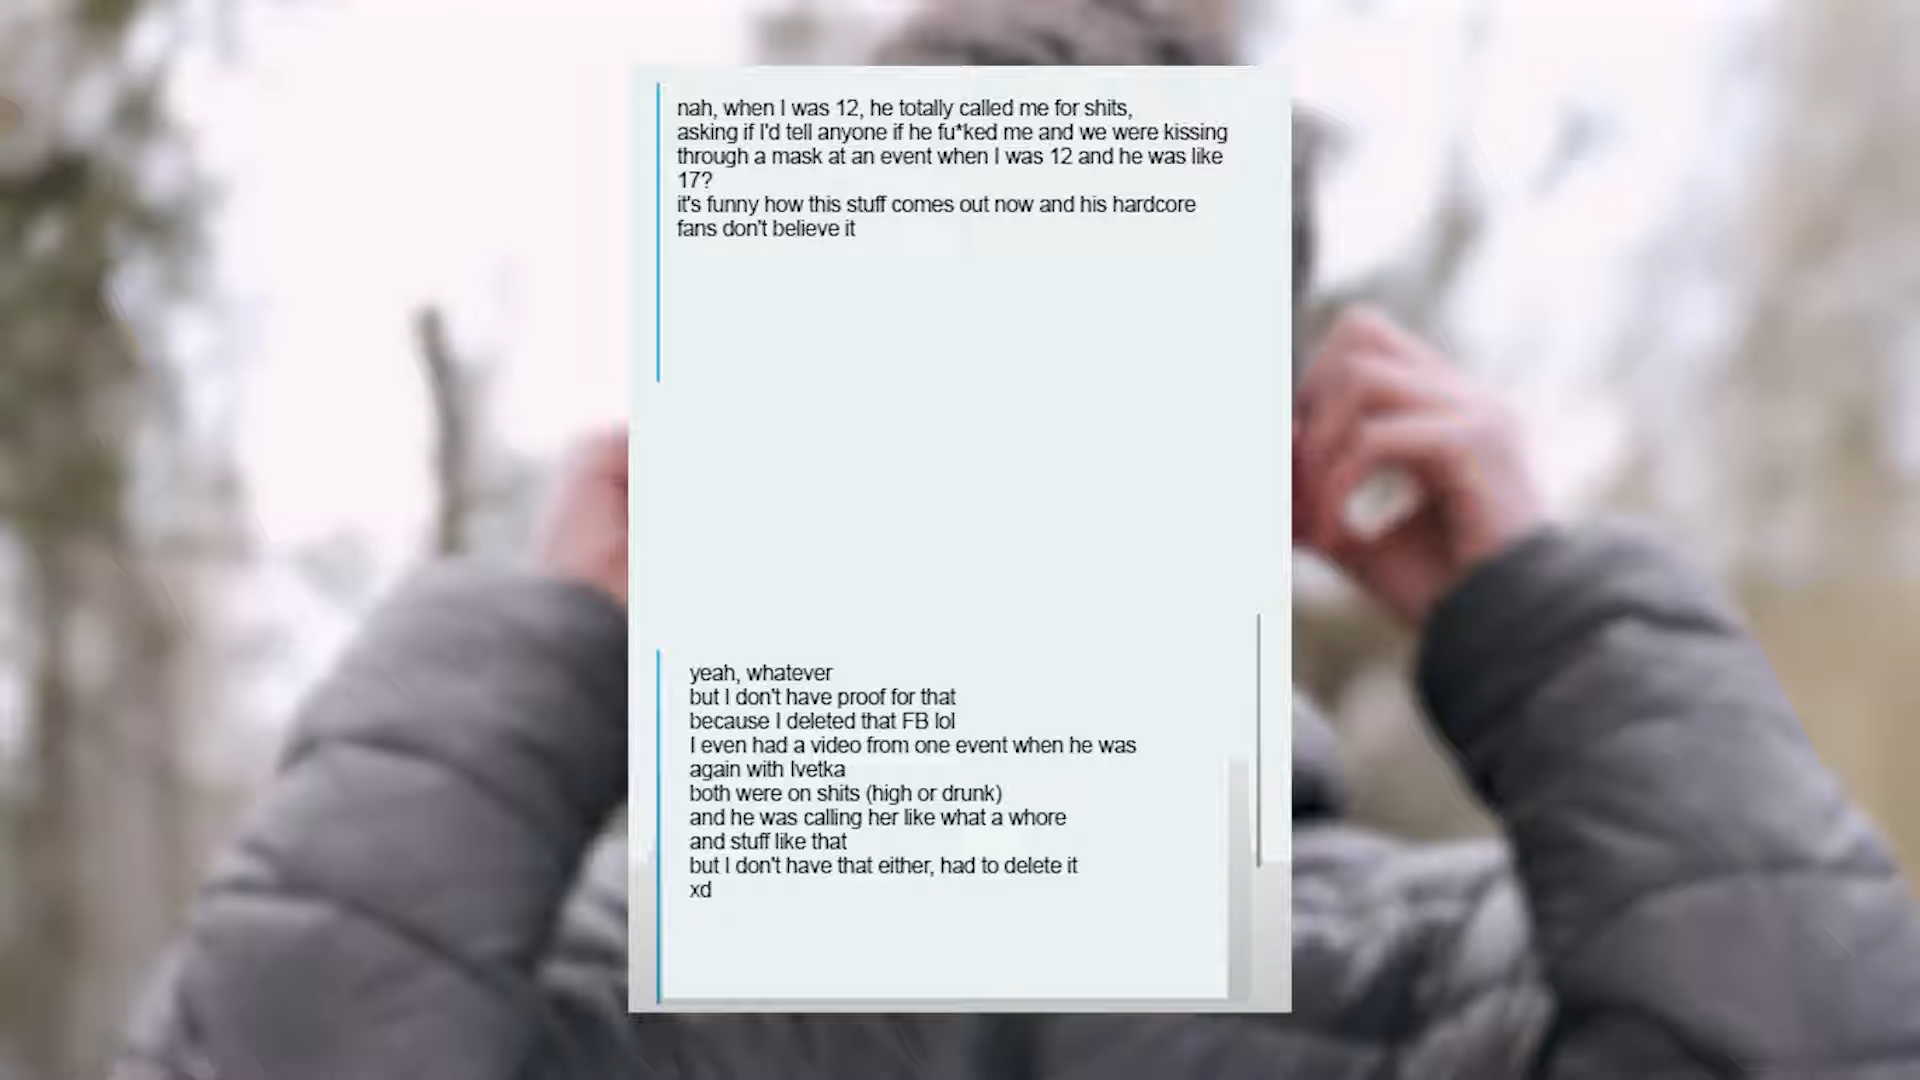 nah, when I was 12, he totally called me for shits,
asking if I'd tell anyone if he fu*ked me and we were kissing
through a mask at an event when I was 12 and he was like
17?
it's funny how this stuff comes out now and his hardcore
fans don't believe it
yeah, whatever
but I don't have proof for that
because I deleted that FB lol
I even had a video from one event when he was
again with Ivetka
both were on shits (high or drunk)
and he was calling her like what a whore
and stuff like that
but I don't have that either, had to delete it
xd